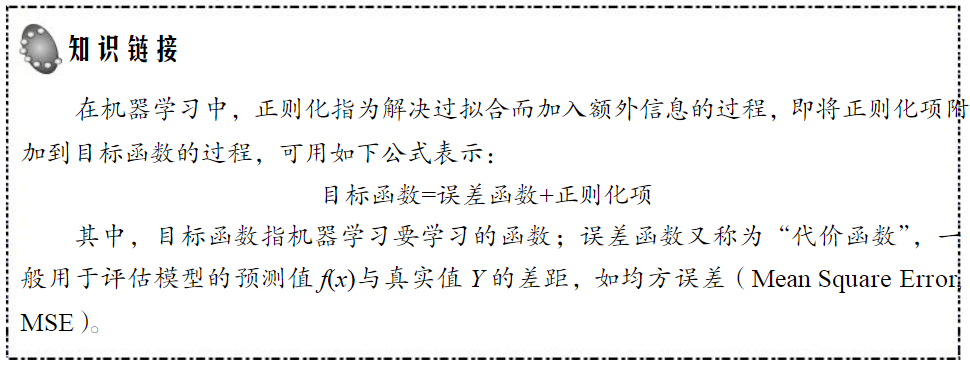 知识链接
在机器学习中，正则化指为解决过拟合而加入额外信息的过程，即将正则化项附
加到目标函数的过程，可用如下公式表示：
目标函数=误差函数+正则化项
其中，目标函数指机器学习要学习的函数；误差函数又称为“代价函数”，一
般用于评估模型的预测值 f(x)与真实值 Y 的差距，如均方误差（Mean Square Error,
MSE）。